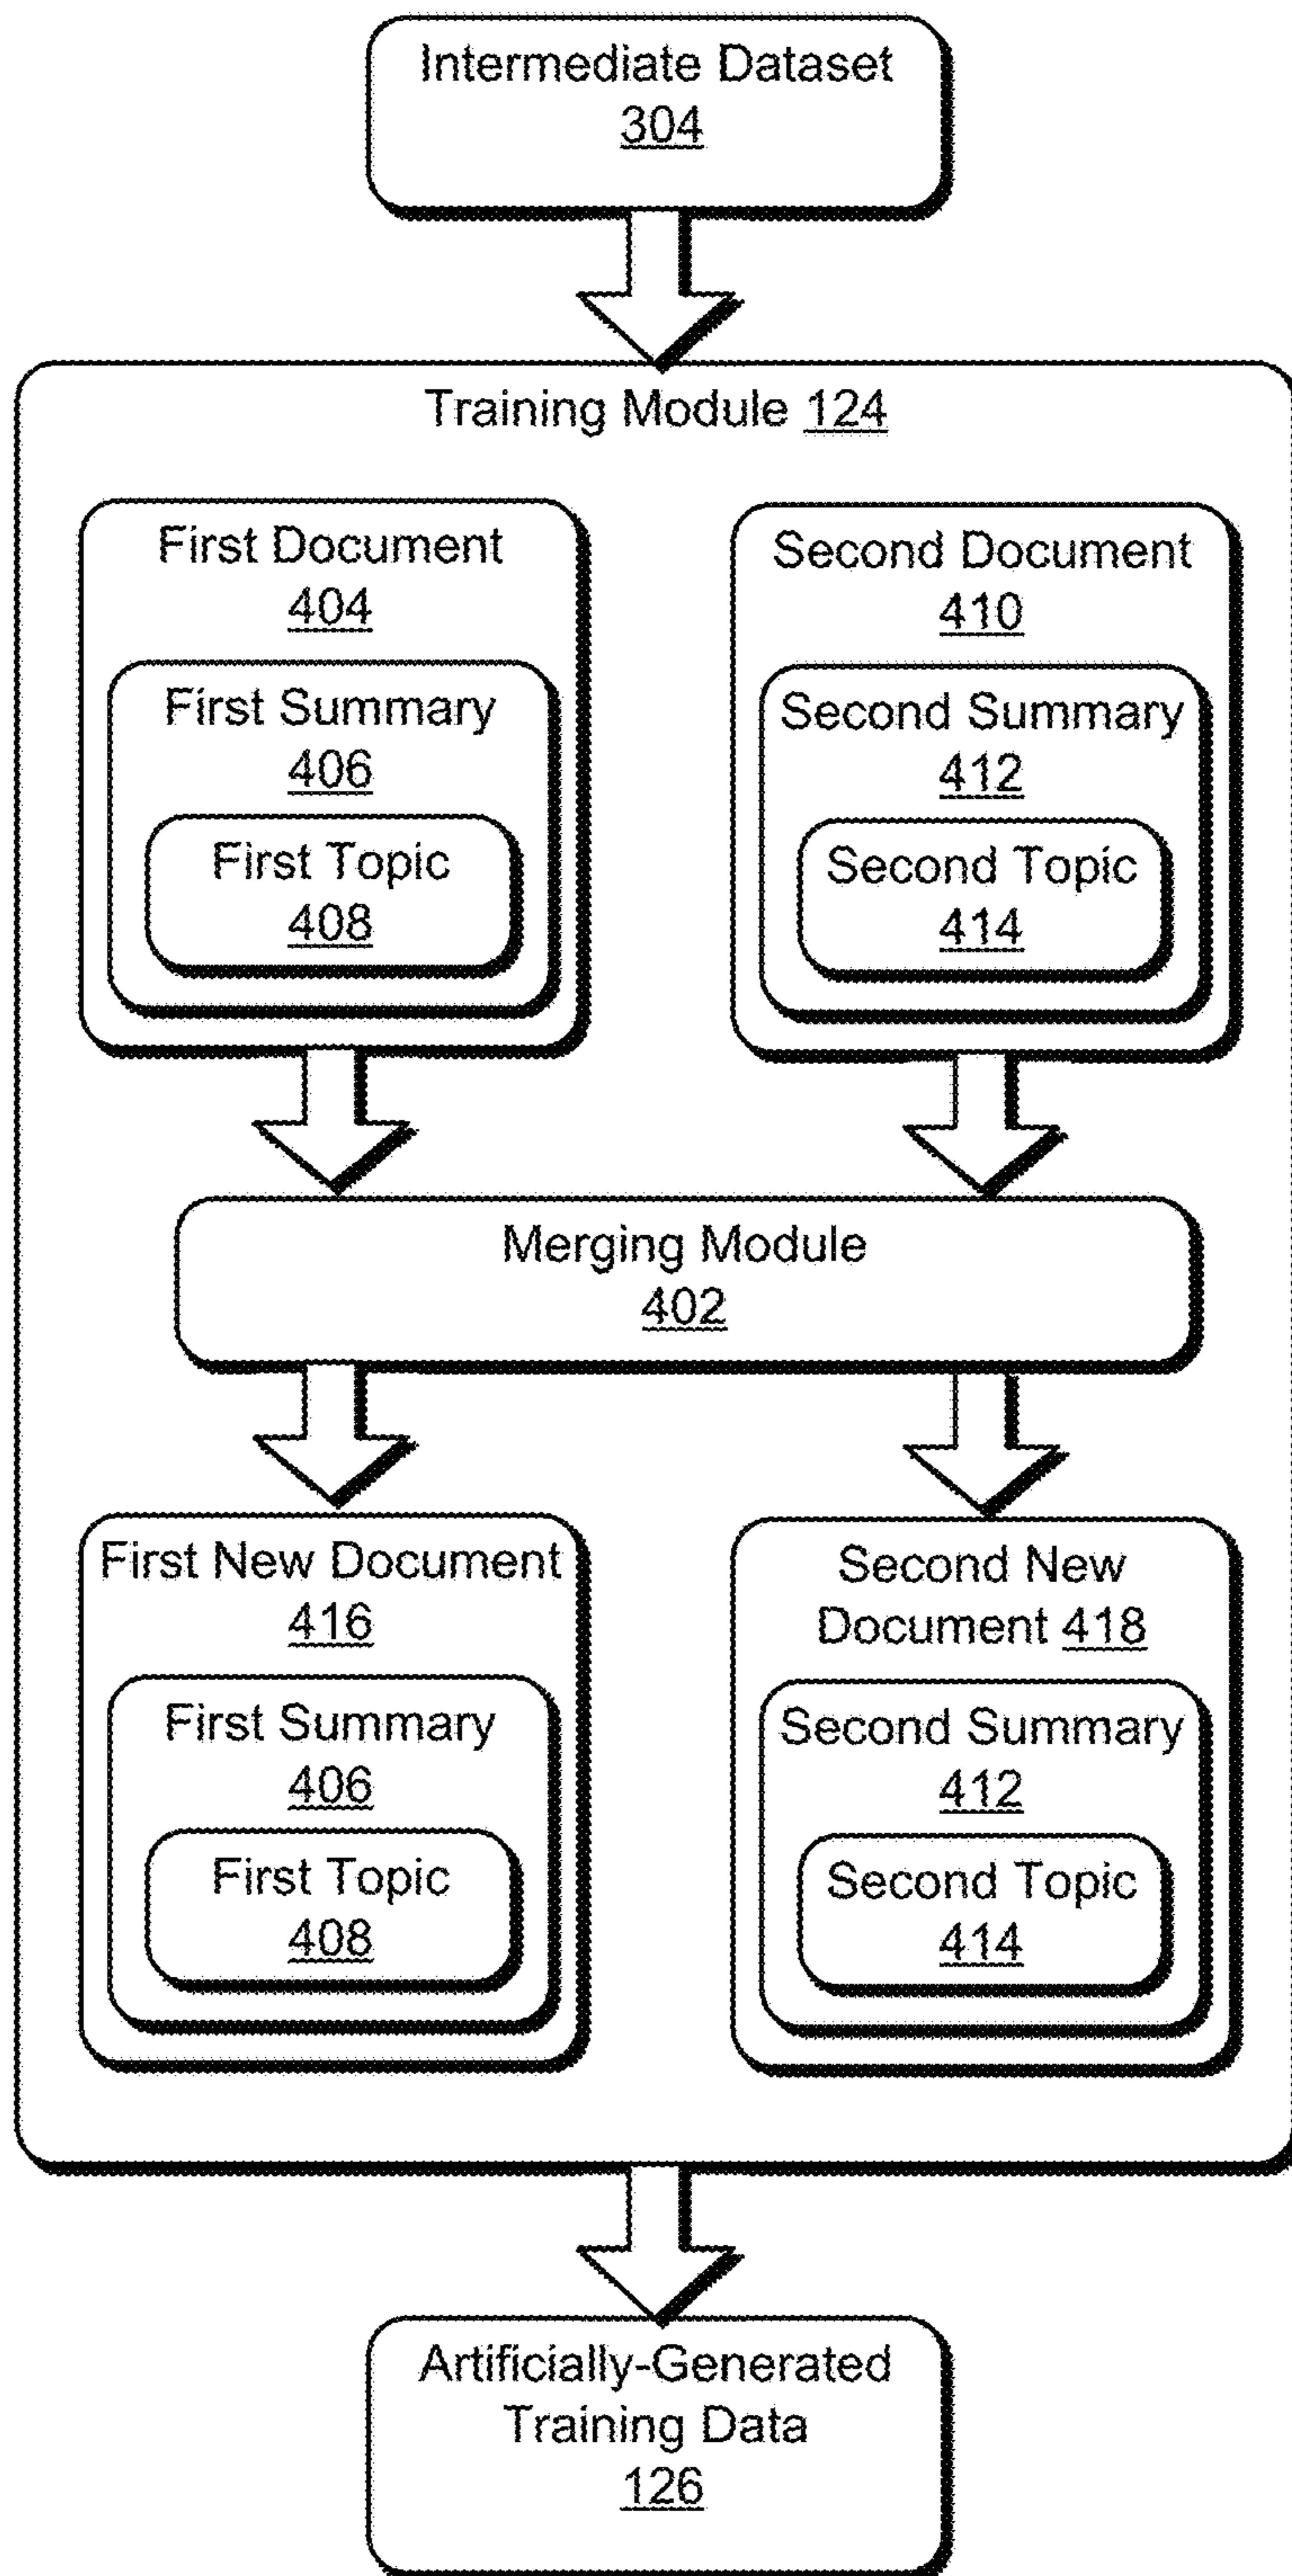 Intermediate Dataset
304
Training Module 124
First Document
404
First Summary
406
First Topic
408
Second Document
410
Second Summary
412
Second Topic
414
Merging Module
402
First New Document
416
First Summary
406
First Topic
408
Second New
Document 418
Second Summary
412
Second Topic
414
Artificially-Generated
Training Data
126